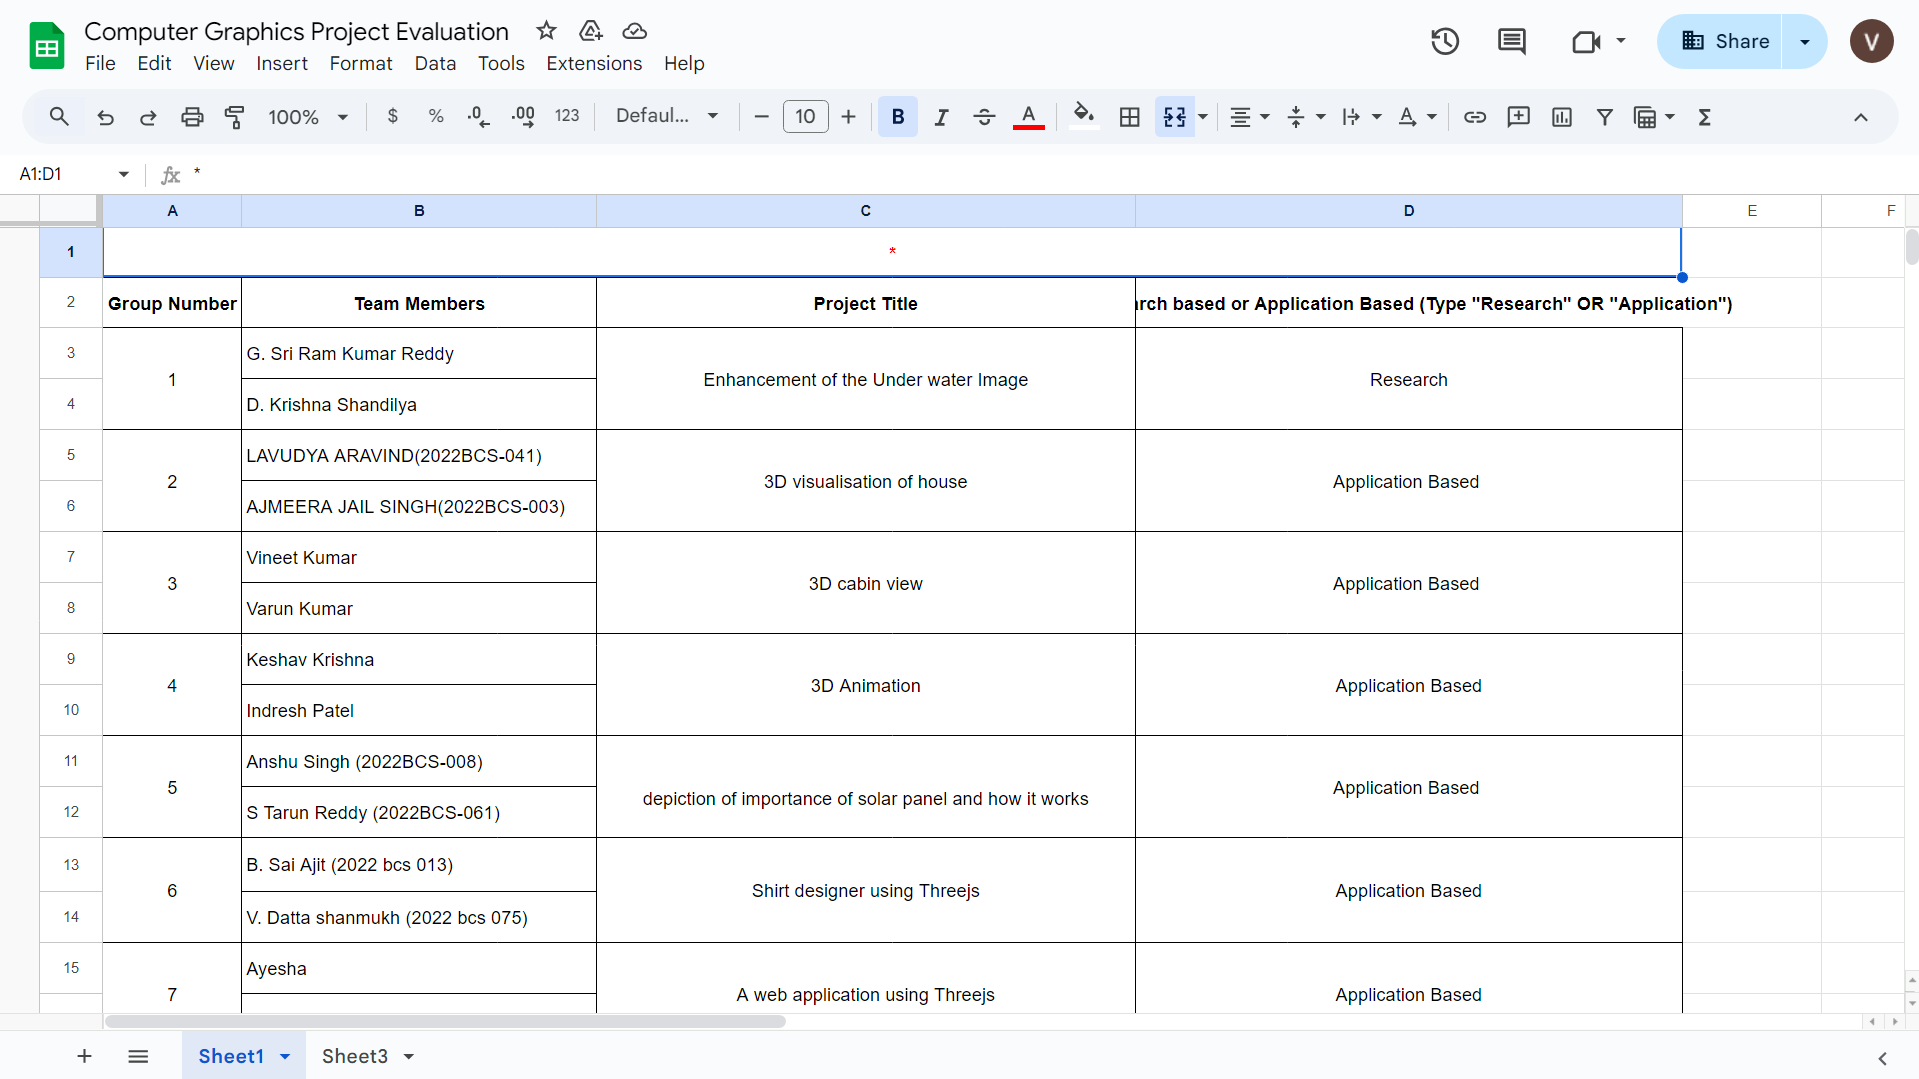 Computer Graphics Project Evaluation
File Edit View Insert Format Data Tools Extensions Help
Share
V
100% $ % .0 .00 123 Defaul... 10 B I S A A Σ
A1:D1 fx *
A B C D E F
1 *
2 Group Number Team Members Project Title rch based or Application Based (Type "Research" OR "Application")
3 G. Sri Ram Kumar Reddy
1 Enhancement of the Under water Image Research
4 D. Krishna Shandilya
5 LAVUDYA ARAVIND(2022BCS-041)
2 3D visualisation of house Application Based
6 AJMEERA JAIL SINGH(2022BCS-003)
7 Vineet Kumar
3 3D cabin view Application Based
8 Varun Kumar
9 Keshav Krishna
4 3D Animation Application Based
10 Indresh Patel
11 Anshu Singh (2022BCS-008)
5 depiction of importance of solar panel and how it works Application Based
12 S Tarun Reddy (2022BCS-061)
13 B. Sai Ajit (2022 bcs 013)
6 Shirt designer using Threejs Application Based
14 V. Datta shanmukh (2022 bcs 075)
15 Ayesha
7 A web application using Threejs Application Based
Sheet1 Sheet3